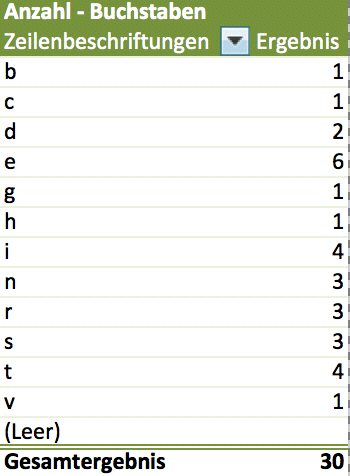 Anzahl - Buchstaben
Zeilenbeschriftungen Ergebnis
b 1
c 1
d 2
e 6
g 1
h 1
i 4
n 3
r 3
s 3
t 4
v 1
(Leer)
Gesamtergebnis 30